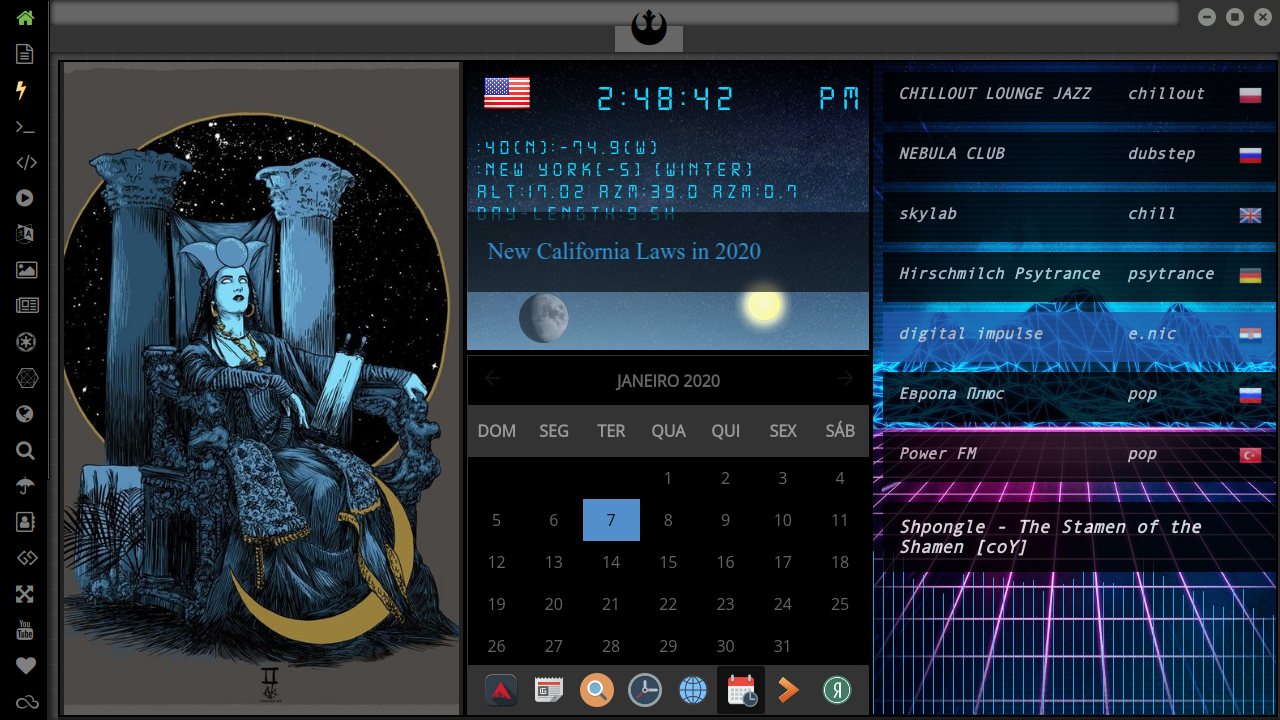 2:48:42 PM
:40(N):-74.9(W)
:NEW YORK[-5] (WINTER)
ALT:17.02 AZM:39.0 AZM:0.7
DAY-LENGTH:9.5H
New California Laws in 2020
JANEIRO 2020
DOM SEG TER QUA QUI SEX SÁB
1 2 3 4
5 6 7 8 9 10 11
12 13 14 15 16 17 18
19 20 21 22 23 24 25
26 27 28 29 30 31
CHILLOUT LOUNGE JAZZ chillout
NEBULA CLUB dubstep
skylab chill
Hirschmilch Psytrance psytrance
digital impulse e.nic
Европа Плюс pop
Power FM pop
Shpongle - The Stamen of the
Shamen [coY]
II
You
Tube
Я